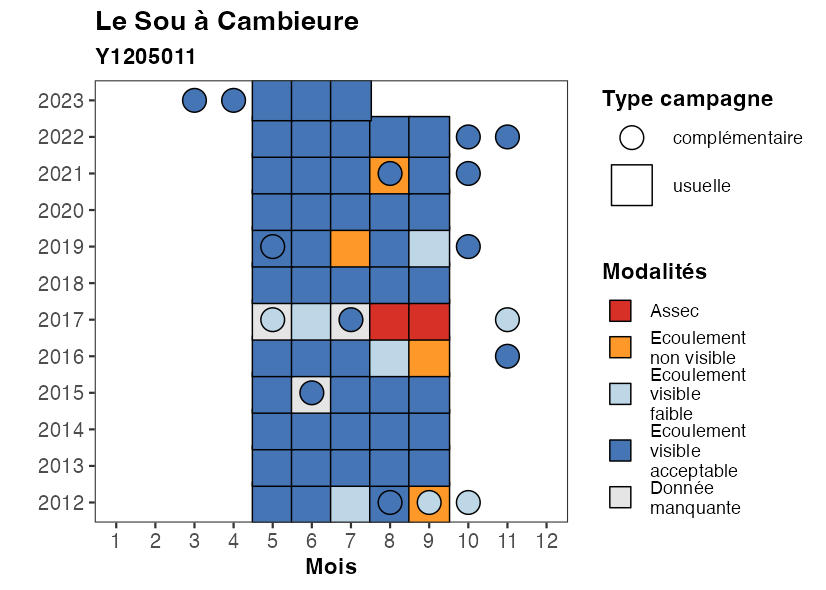 Le Sou à Cambieure
Y1205011
2023
2022
2021
2020
2019
2018
2017
2016
2015
2014
2013
2012
1 2 3 4 5 6 7 8 9 10 11 12
Mois
Type campagne
complémentaire
usuelle
Modalités
Assec
Ecoulement
non visible
Ecoulement
visible
faible
Ecoulement
visible
acceptable
Donnée
manquante